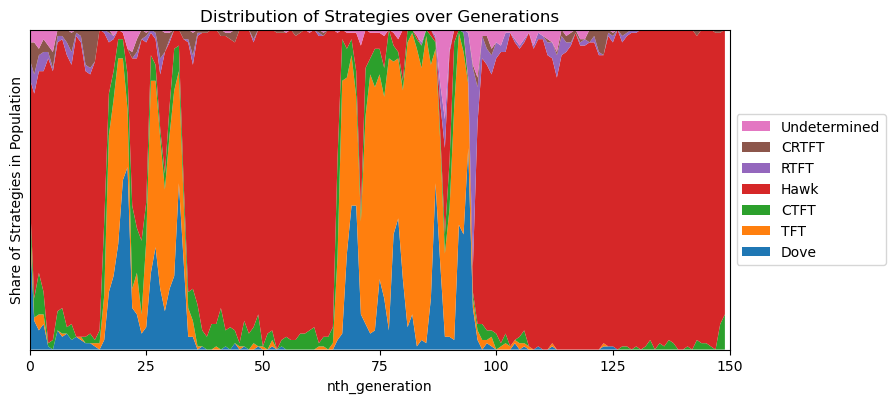 Distribution of Strategies over Generations
Share of Strategies in Population
Undetermined
CRTFT
RTFT
Hawk
CTFT
TFT
Dove
0 25 50 75 100 125 150
nth_generation